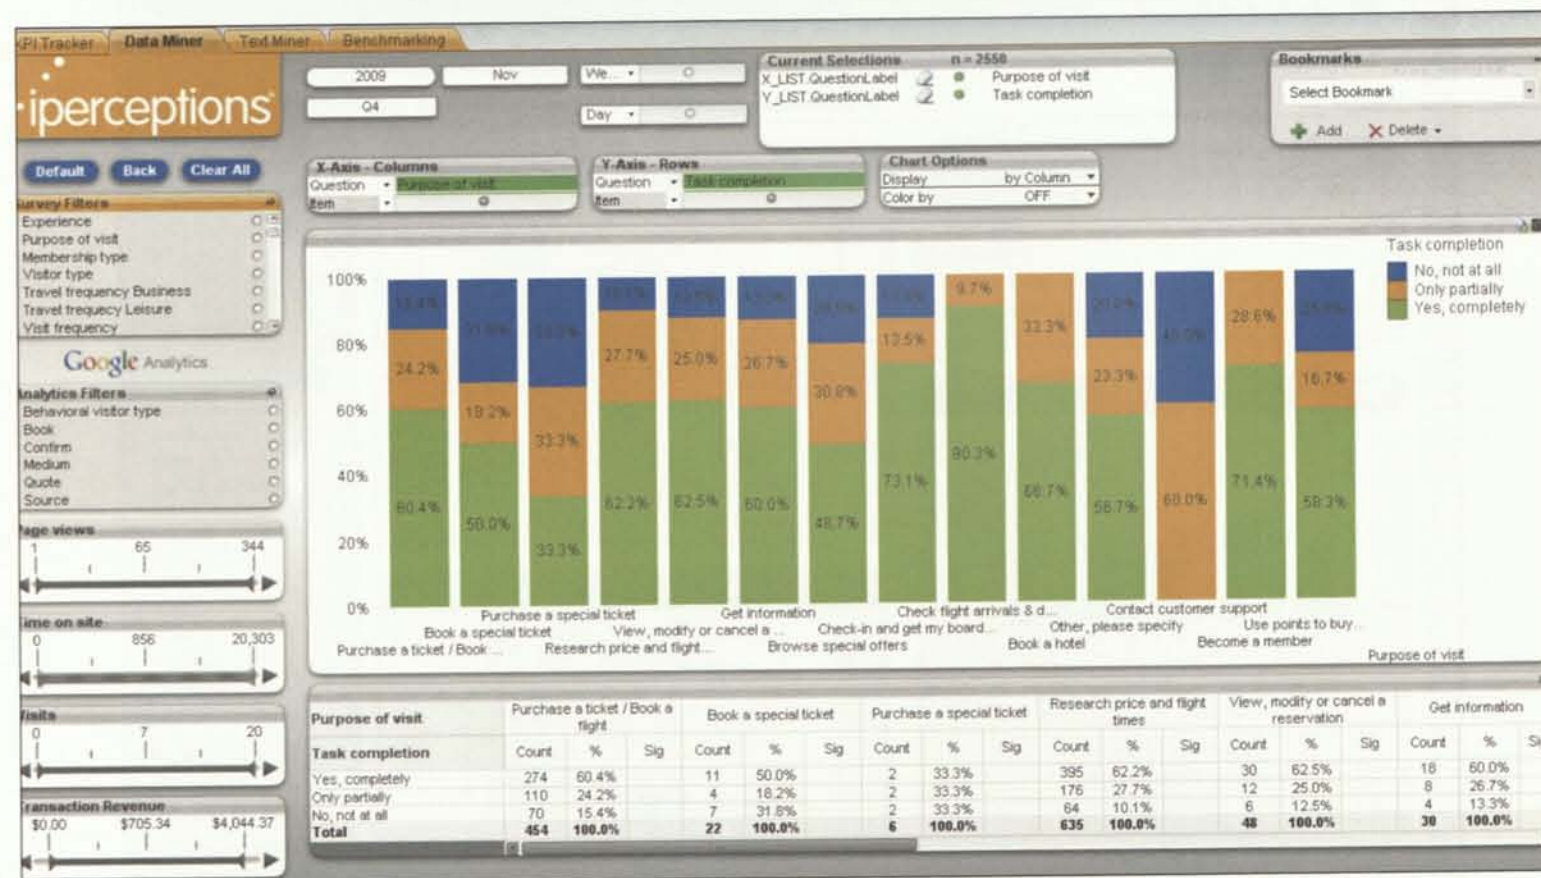 KPI Tracker Data Miner Text Miner Benchmarking
iperceptions
2009 Nov We...
Q4 Day
Current Selections n = 2558
X_LIST.QuestionLabel Purpose of visit
Y_LIST.QuestionLabel Task completion
Bookmarks
Select Bookmark
Add Delete
Default Back Clear All
X-Axis - Columns
Question Purpose of visit
Item
Y-Axis - Rows
Question Task completion
Item
Chart Options
Display by Column
Color by OFF
Survey Filters
Experience
Purpose of visit
Membership type
Visitor type
Travel frequency Business
Travel frequecy Leisure
Visit frequency
Google Analytics
Analytics Filters
Behavioral visitor type
Book
Confirm
Medium
Quote
Source
Page views
1 65 344
Time on site
0 856 20,303
Visits
0 7 20
Transaction Revenue
$0.00 $705.34 $4,044.37
Task completion
No, not at all
Only partially
Yes, completely
100%
80%
60%
40%
20%
0%
15.4% 31.8% 33.3% 10.1% 12.5% 13.3% 20.0% 40.0%
24.2% 18.2% 33.3% 27.7% 25.0% 26.7% 30.8% 13.5% 9.7% 33.3% 23.3% 60.0% 28.6% 16.7%
60.4% 50.0% 33.3% 62.2% 62.5% 60.0% 48.7% 73.1% 90.3% 66.7% 56.7% 71.4% 58.3%
Purchase a special ticket Get information Check flight arrivals & d... Contact customer support
Book a special ticket View, modify or cancel a ... Check-in and get my board... Other, please specify Use points to buy...
Purchase a ticket / Book ... Research price and flight... Browse special offers Book a hotel Become a member
Purpose of visit
Purpose of visit Purchase a ticket / Book a flight Book a special ticket Purchase a special ticket Research price and flight times View, modify or cancel a reservation Get information
Task completion Count % Sig Count % Sig Count % Sig Count % Sig Count % Sig Count %
Yes, completely 274 60.4% 11 50.0% 2 33.3% 395 62.2% 30 62.5% 18 60.0%
Only partially 110 24.2% 4 18.2% 2 33.3% 176 27.7% 12 25.0% 8 26.7%
No, not at all 70 15.4% 7 31.8% 2 33.3% 64 10.1% 6 12.5% 4 13.3%
Total 454 100.0% 22 100.0% 6 100.0% 635 100.0% 48 100.0% 30 100.0%